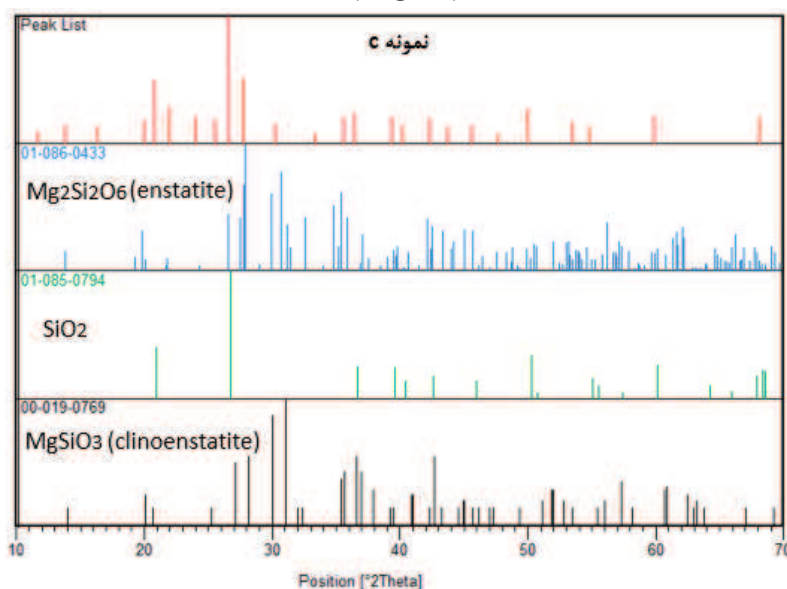 Peak List
نمونه c
01-086-0433
Mg2Si2O6 (enstatite)
01-085-0794
SiO2
00-019-0769
MgSiO3 (clinoenstatite)
10 20 30 40 50 60 70
Position [°2Theta]